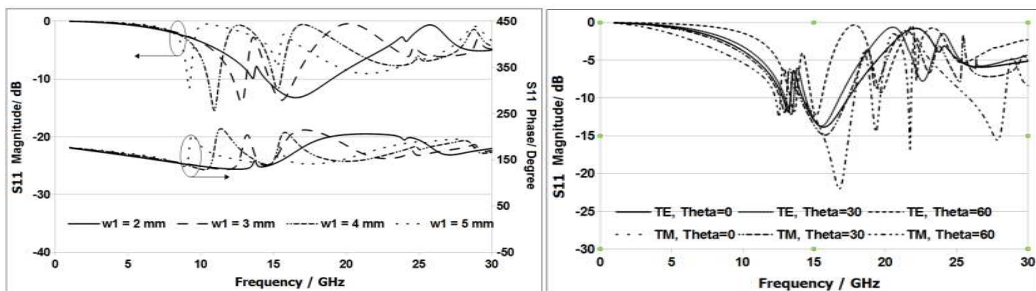 0
-10
-20
-30
-40
S11 Magnitude/ dB
450
350
250
150
50
-50
S11 Phase/ Degree
w1 = 2 mm
w1 = 3 mm
w1 = 4 mm
w1 = 5 mm
0 5 10 15 20 25 30
Frequency / GHz
0
-5
-10
-15
-20
-25
-30
S11 Magnitude/ dB
TE, Theta=0
TE, Theta=30
TE, Theta=60
TM, Theta=0
TM, Theta=30
TM, Theta=60
0 5 10 15 20 25 30
Frequency / GHz